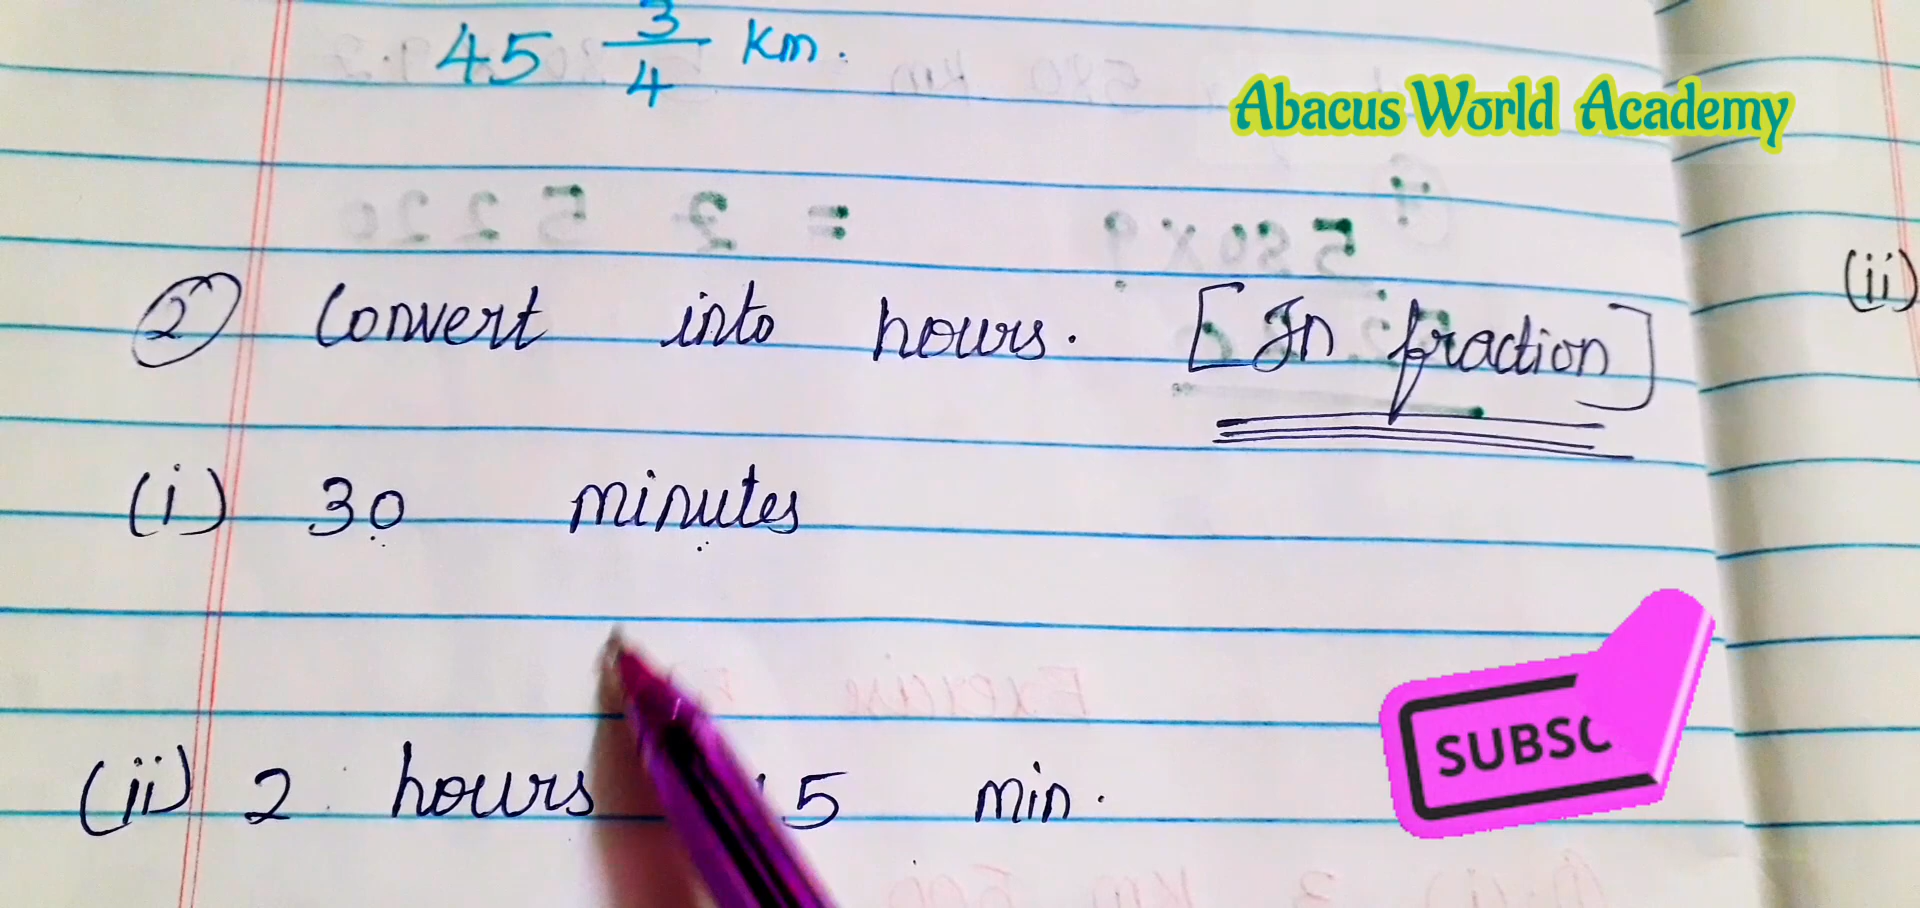 45 3/4 km.
Abacus World Academy
② Convert into hours. [In fraction]
(ii)
(i) 30 minutes
SUBSC
(ii) 2 hours 15 min.